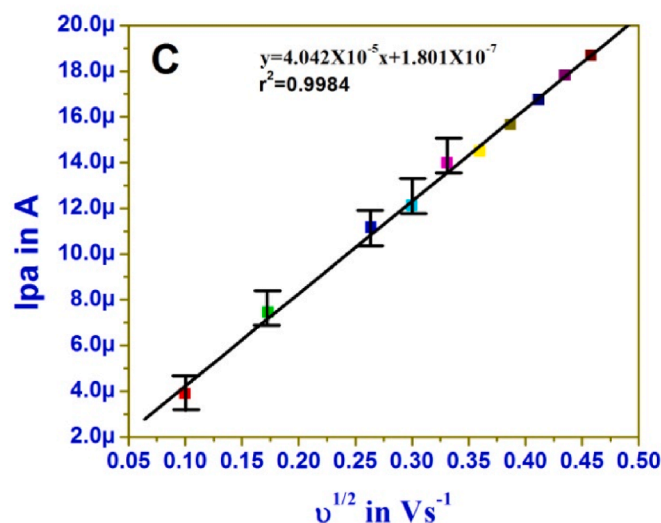 C
y=4.042X10⁻⁵x+1.801X10⁻⁷
r²=0.9984
20.0µ
18.0µ
16.0µ
14.0µ
12.0µ
10.0µ
8.0µ
6.0µ
4.0µ
2.0µ
Ipa in A
0.05 0.10 0.15 0.20 0.25 0.30 0.35 0.40 0.45 0.50
υ¹/² in Vs⁻¹